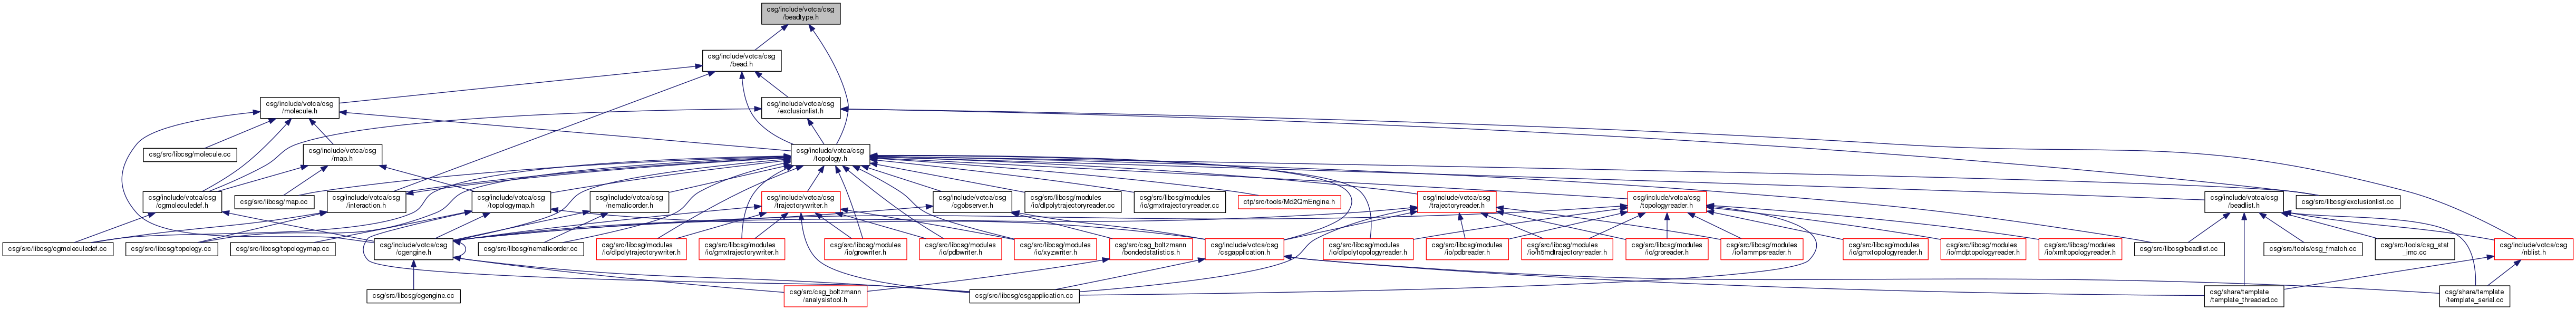 csg/include/votca/csg
/beadtype.h
csg/include/votca/csg
/bead.h
csg/include/votca/csg
/molecule.h
csg/include/votca/csg
/exclusionlist.h
csg/src/libcsg/molecule.cc
csg/include/votca/csg
/map.h
csg/include/votca/csg
/topology.h
csg/include/votca/csg
/cgmoleculedef.h
csg/src/libcsg/map.cc
csg/include/votca/csg
/interaction.h
csg/include/votca/csg
/topologymap.h
csg/include/votca/csg
/nematicorder.h
csg/include/votca/csg
/trajectorywriter.h
csg/include/votca/csg
/cgobserver.h
csg/src/libcsg/modules
/io/dlpolytrajectoryreader.cc
csg/src/libcsg/modules
/io/gmxtrajectoryreader.cc
ctp/src/tools/Md2QmEngine.h
csg/include/votca/csg
/trajectoryreader.h
csg/include/votca/csg
/topologyreader.h
csg/include/votca/csg
/beadlist.h
csg/src/libcsg/exclusionlist.cc
csg/src/libcsg/cgmoleculedef.cc
csg/src/libcsg/topology.cc
csg/src/libcsg/topologymap.cc
csg/include/votca/csg
/cgengine.h
csg/src/libcsg/nematicorder.cc
csg/src/libcsg/modules
/io/dlpolytrajectorywriter.h
csg/src/libcsg/modules
/io/gmxtrajectorywriter.h
csg/src/libcsg/modules
/io/growriter.h
csg/src/libcsg/modules
/io/pdbwriter.h
csg/src/libcsg/modules
/io/xyzwriter.h
csg/src/csg_boltzmann
/bondedstatistics.h
csg/include/votca/csg
/csgapplication.h
csg/src/libcsg/modules
/io/dlpolytopologyreader.h
csg/src/libcsg/modules
/io/pdbreader.h
csg/src/libcsg/modules
/io/h5mdtrajectoryreader.h
csg/src/libcsg/modules
/io/groreader.h
csg/src/libcsg/modules
/io/lammpsreader.h
csg/src/libcsg/modules
/io/gmxtopologyreader.h
csg/src/libcsg/modules
/io/mdptopologyreader.h
csg/src/libcsg/modules
/io/xmltopologyreader.h
csg/src/libcsg/beadlist.cc
csg/src/tools/csg_fmatch.cc
csg/src/tools/csg_stat
_imc.cc
csg/include/votca/csg
/nblist.h
csg/src/libcsg/cgengine.cc
csg/src/csg_boltzmann
/analysistool.h
csg/src/libcsg/csgapplication.cc
csg/share/template
/template_threaded.cc
csg/share/template
/template_serial.cc